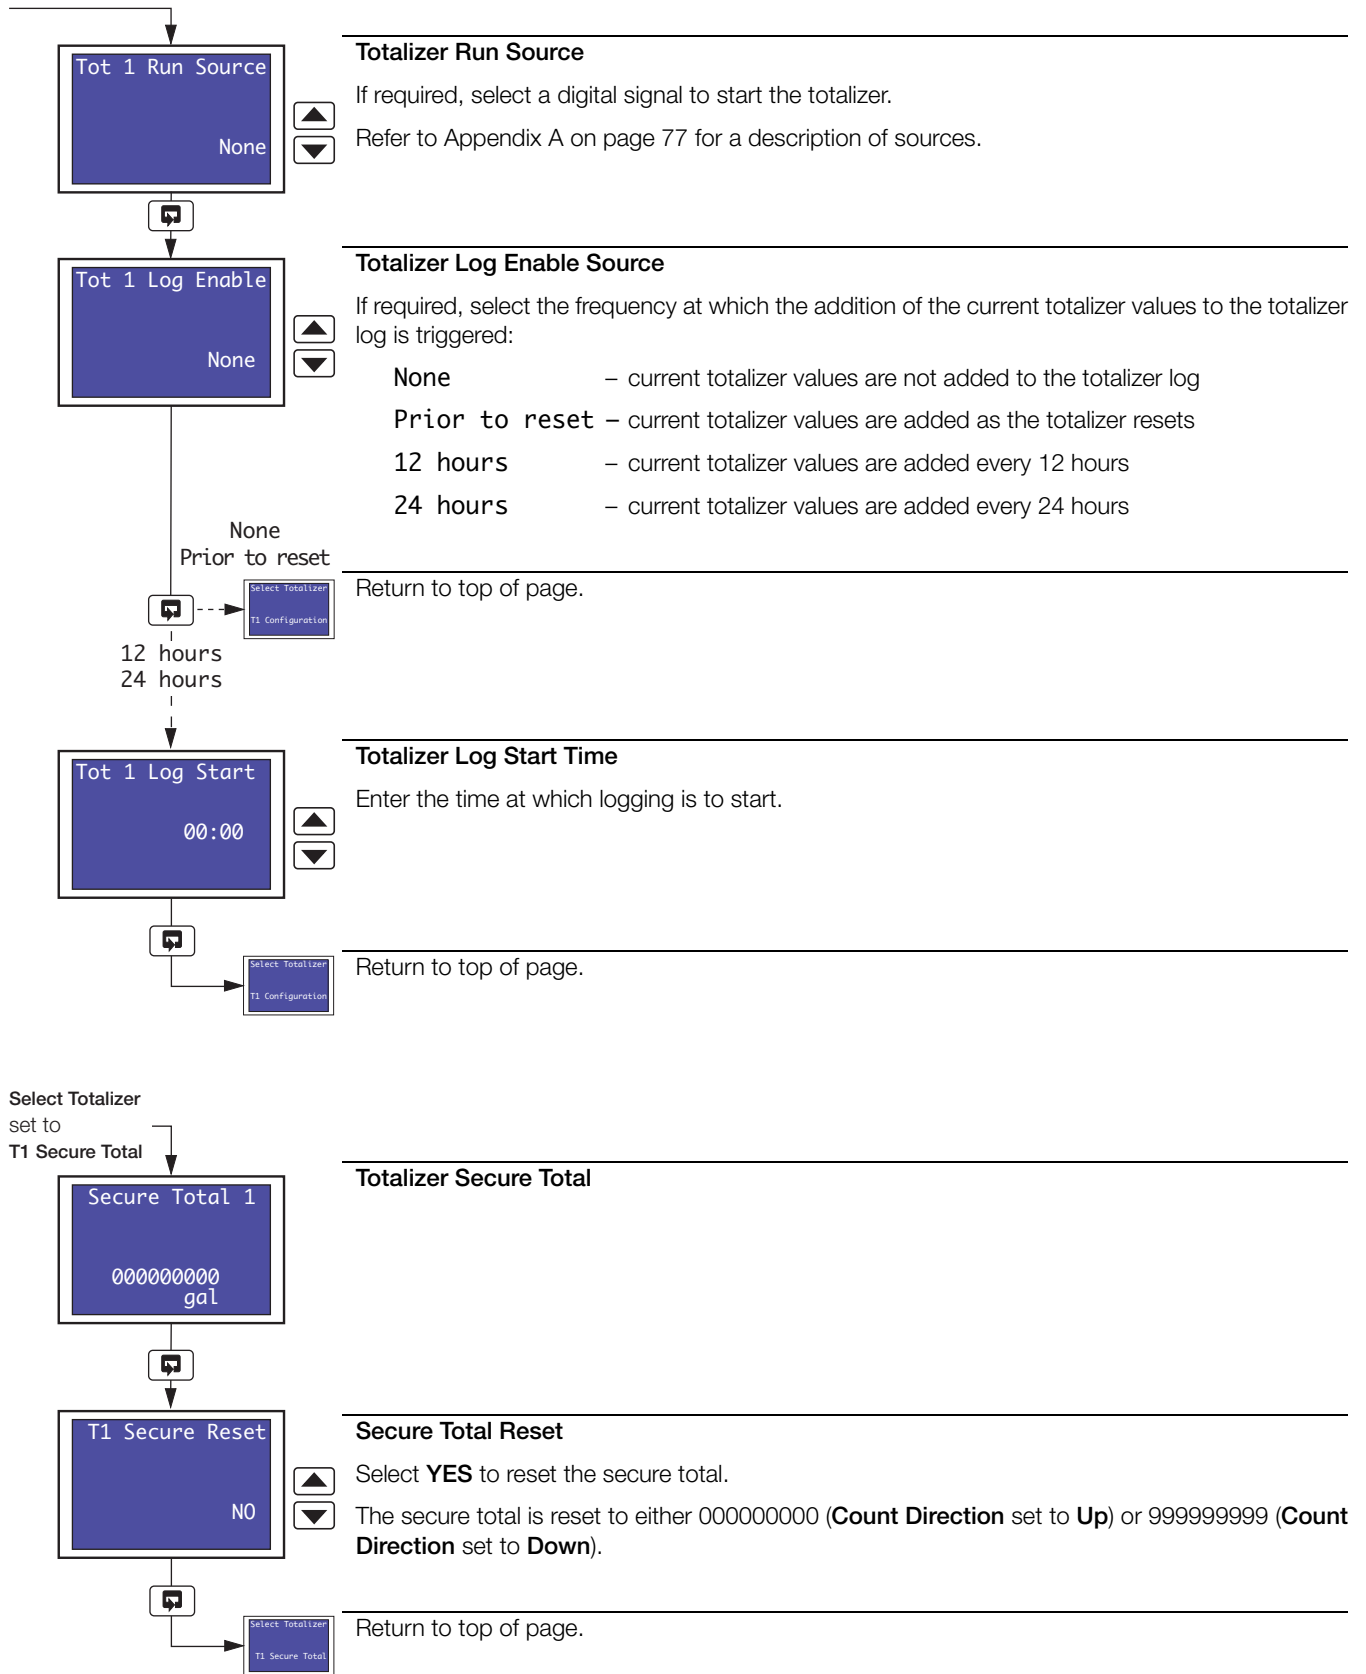 Tot 1 Run Source
None
Totalizer Run Source
If required, select a digital signal to start the totalizer.
Refer to Appendix A on page 77 for a description of sources.
Tot 1 Log Enable
None
Totalizer Log Enable Source
If required, select the frequency at which the addition of the current totalizer values to the totalizer
log is triggered:
None – current totalizer values are not added to the totalizer log
Prior to reset – current totalizer values are added as the totalizer resets
12 hours – current totalizer values are added every 12 hours
24 hours – current totalizer values are added every 24 hours
None
Prior to reset
Select Totalizer
T1 Configuration
Return to top of page.
12 hours
24 hours
Tot 1 Log Start
00:00
Totalizer Log Start Time
Enter the time at which logging is to start.
Select Totalizer
T1 Configuration
Return to top of page.
Select Totalizer
set to
T1 Secure Total
Secure Total 1
000000000
gal
Totalizer Secure Total
T1 Secure Reset
NO
Secure Total Reset
Select YES to reset the secure total.
The secure total is reset to either 000000000 (Count Direction set to Up) or 999999999 (Count
Direction set to Down).
Select Totalizer
T1 Secure Total
Return to top of page.